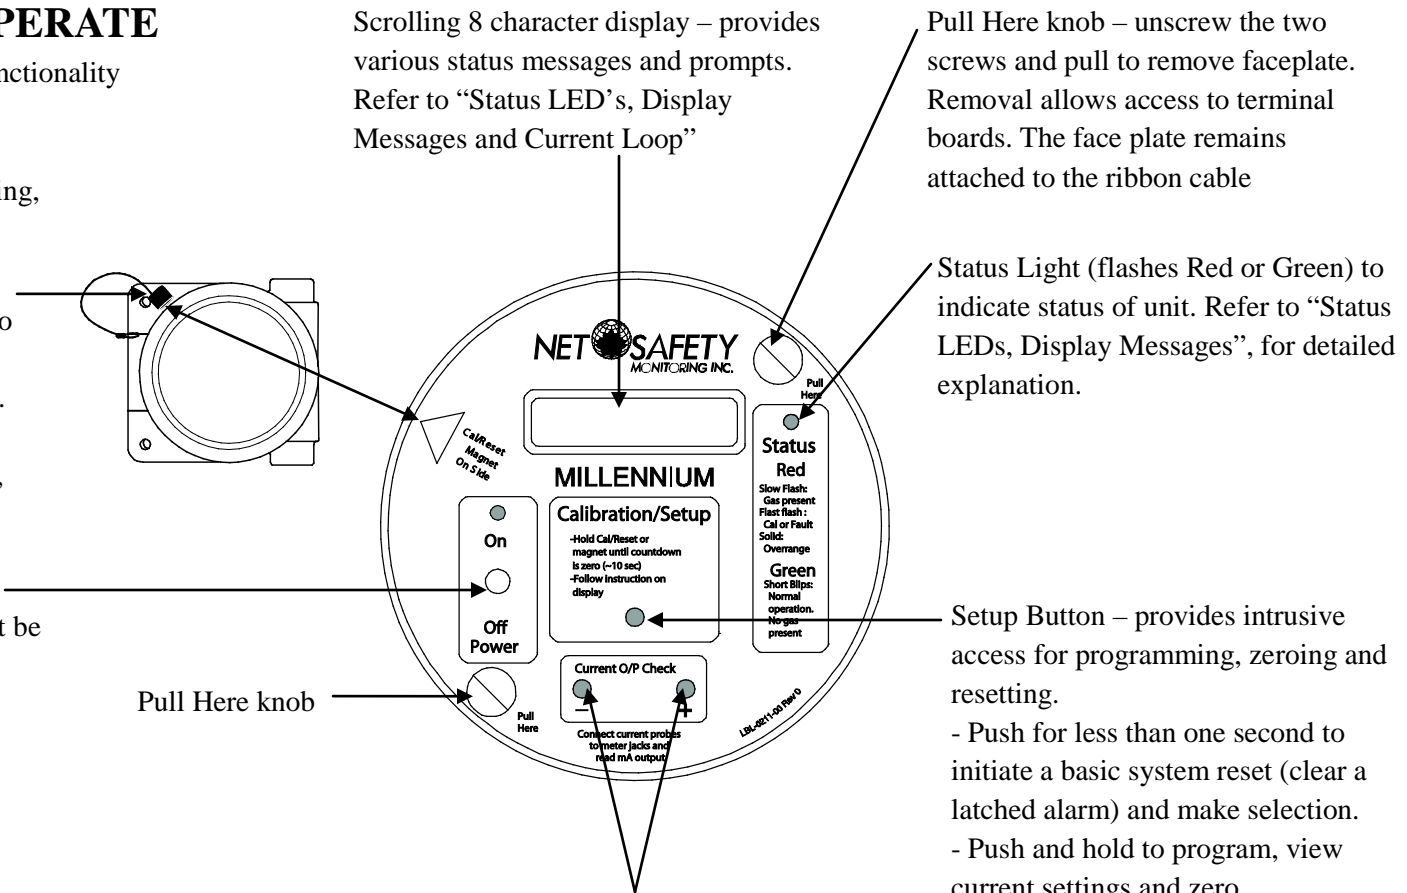 PERATE
nctionality
ing,
o
.
,
t be
Scrolling 8 character display – provides
various status messages and prompts.
Refer to “Status LED’s, Display
Messages and Current Loop”
Pull Here knob – unscrew the two
screws and pull to remove faceplate.
Removal allows access to terminal
boards. The face plate remains
attached to the ribbon cable
Status Light (flashes Red or Green) to
indicate status of unit. Refer to “Status
LEDs, Display Messages”, for detailed
explanation.
NET SAFETY
MONITORING INC.
Pull
Here
Cal/Reset
Magnet
On Side
MILLENNIUM
Status
Red
Slow Flash:
Gas present
Flast flash :
Cal or Fault
Solid:
Overrange
Green
Short Blips:
Normal
operation.
No gas
present
On
Off
Power
Calibration/Setup
-Hold Cal/Reset or
magnet until countdown
is zero (~10 sec)
-Follow instruction on
display
Current O/P Check
– +
Connect current probes
to meter jacks and
read mA output
Pull
Here
LBL-0211-00 Rev 0
Pull Here knob
Setup Button – provides intrusive
access for programming, zeroing and
resetting.
- Push for less than one second to
initiate a basic system reset (clear a
latched alarm) and make selection.
- Push and hold to program, view
current settings and zero